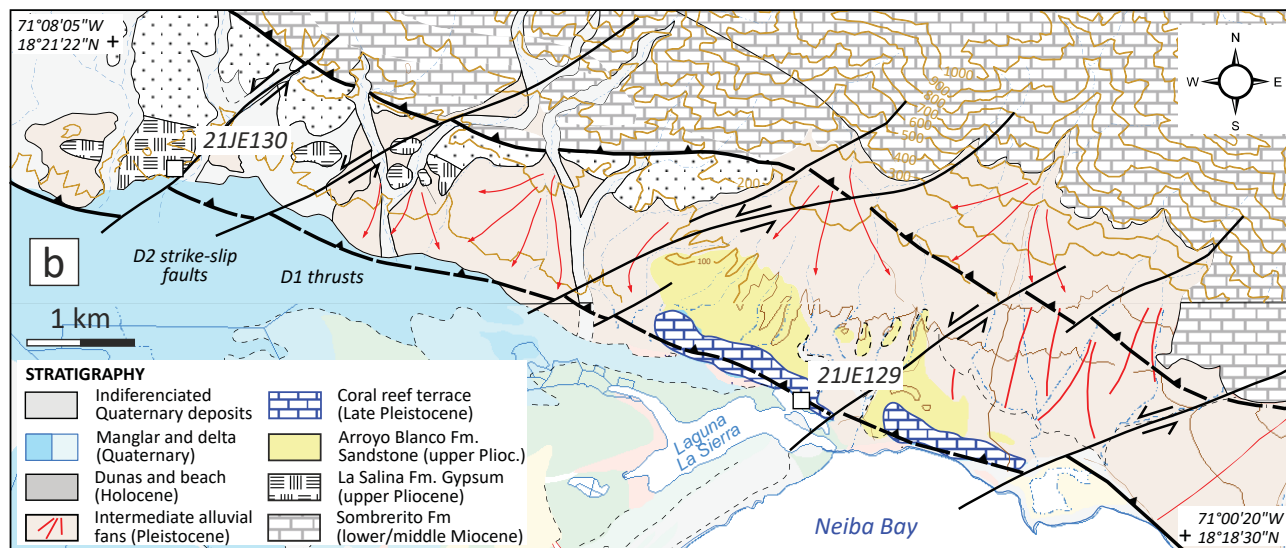 71°08'05"W
18°21'22"N +
N
W E
S
1000
900
800
700
600
500
400
300
200
21JE130
b
D2 strike-slip
faults
D1 thrusts
100
1 km
21JE129
Laguna
La Sierra
Neiba Bay
STRATIGRAPHY
Indiferenciated
Quaternary deposits
Manglar and delta
(Quaternary)
Dunas and beach
(Holocene)
Intermediate alluvial
fans (Pleistocene)
Coral reef terrace
(Late Pleistocene)
Arroyo Blanco Fm.
Sandstone (upper Plioc.)
La Salina Fm. Gypsum
(upper Pliocene)
Sombrerito Fm
(lower/middle Miocene)
71°00'20"W
+ 18°18'30"N